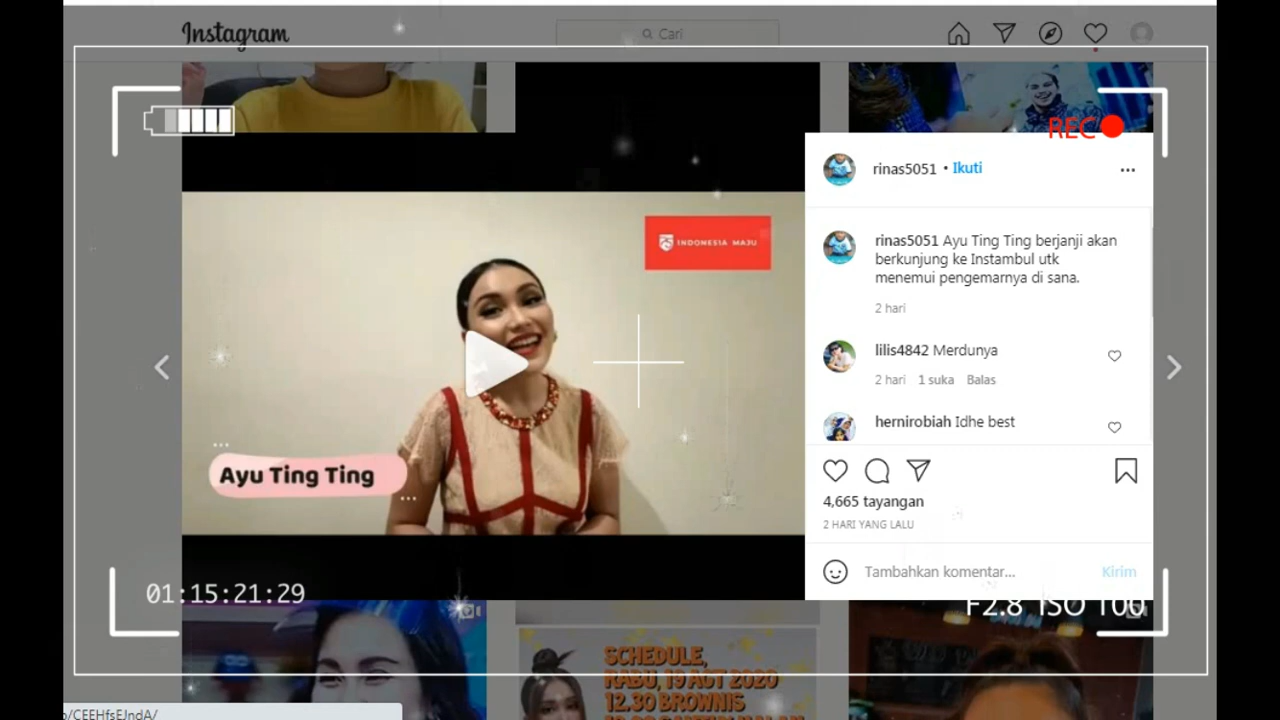 Instagram
Cari
REC
rinas5051 • Ikuti
INDONESIA MAJU
rinas5051 Ayu Ting Ting berjanji akan
berkunjung ke Instambul utk
menemui pengemarnya di sana.
2 hari
lilis4842 Merdunya
2 hari 1 suka Balas
hernirobiah Idhe best
Ayu Ting Ting
4,665 tayangan
2 HARI YANG LALU
Tambahkan komentar... Kirim
01:15:21:29
F2.8 ISO 100
SCHEDULE,
RABU, 19 ACT 2020
12.30 BROWNIS
/CEEHfsEJndA/